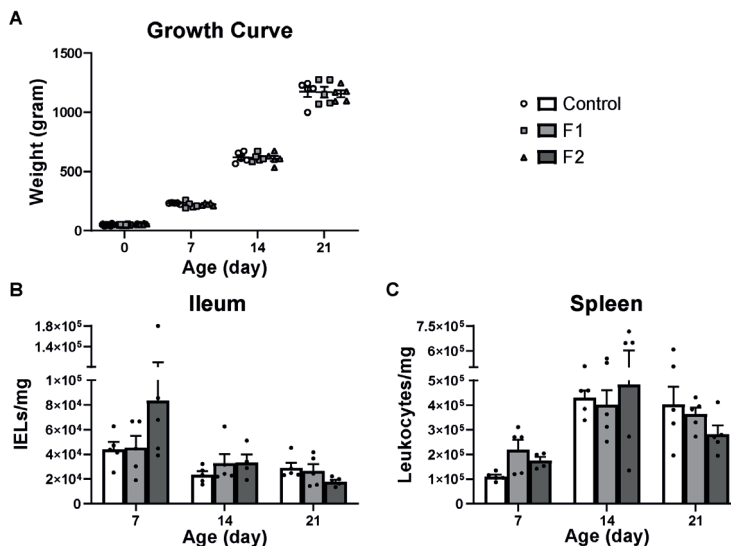 A
Growth Curve
1500
1000
500
0
Weight (gram)
0 7 14 21
Age (day)
Control
F1
F2
B
Ileum
1.8×10⁵
1.4×10⁵
1×10⁵
8×10⁴
6×10⁴
4×10⁴
2×10⁴
0
IELs/mg
7 14 21
Age (day)
C
Spleen
7.5×10⁵
6×10⁵
5×10⁵
4×10⁵
3×10⁵
2×10⁵
1×10⁵
0
Leukocytes/mg
7 14 21
Age (day)